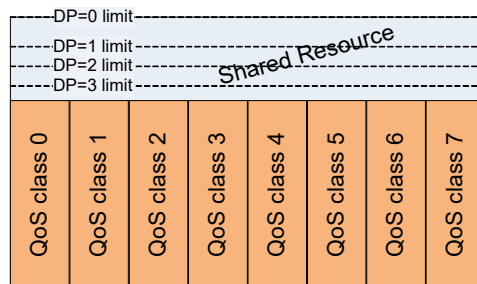 DP=0 limit
DP=1 limit
DP=2 limit
DP=3 limit
Shared Resource
QoS class 0
QoS class 1
QoS class 2
QoS class 3
QoS class 4
QoS class 5
QoS class 6
QoS class 7